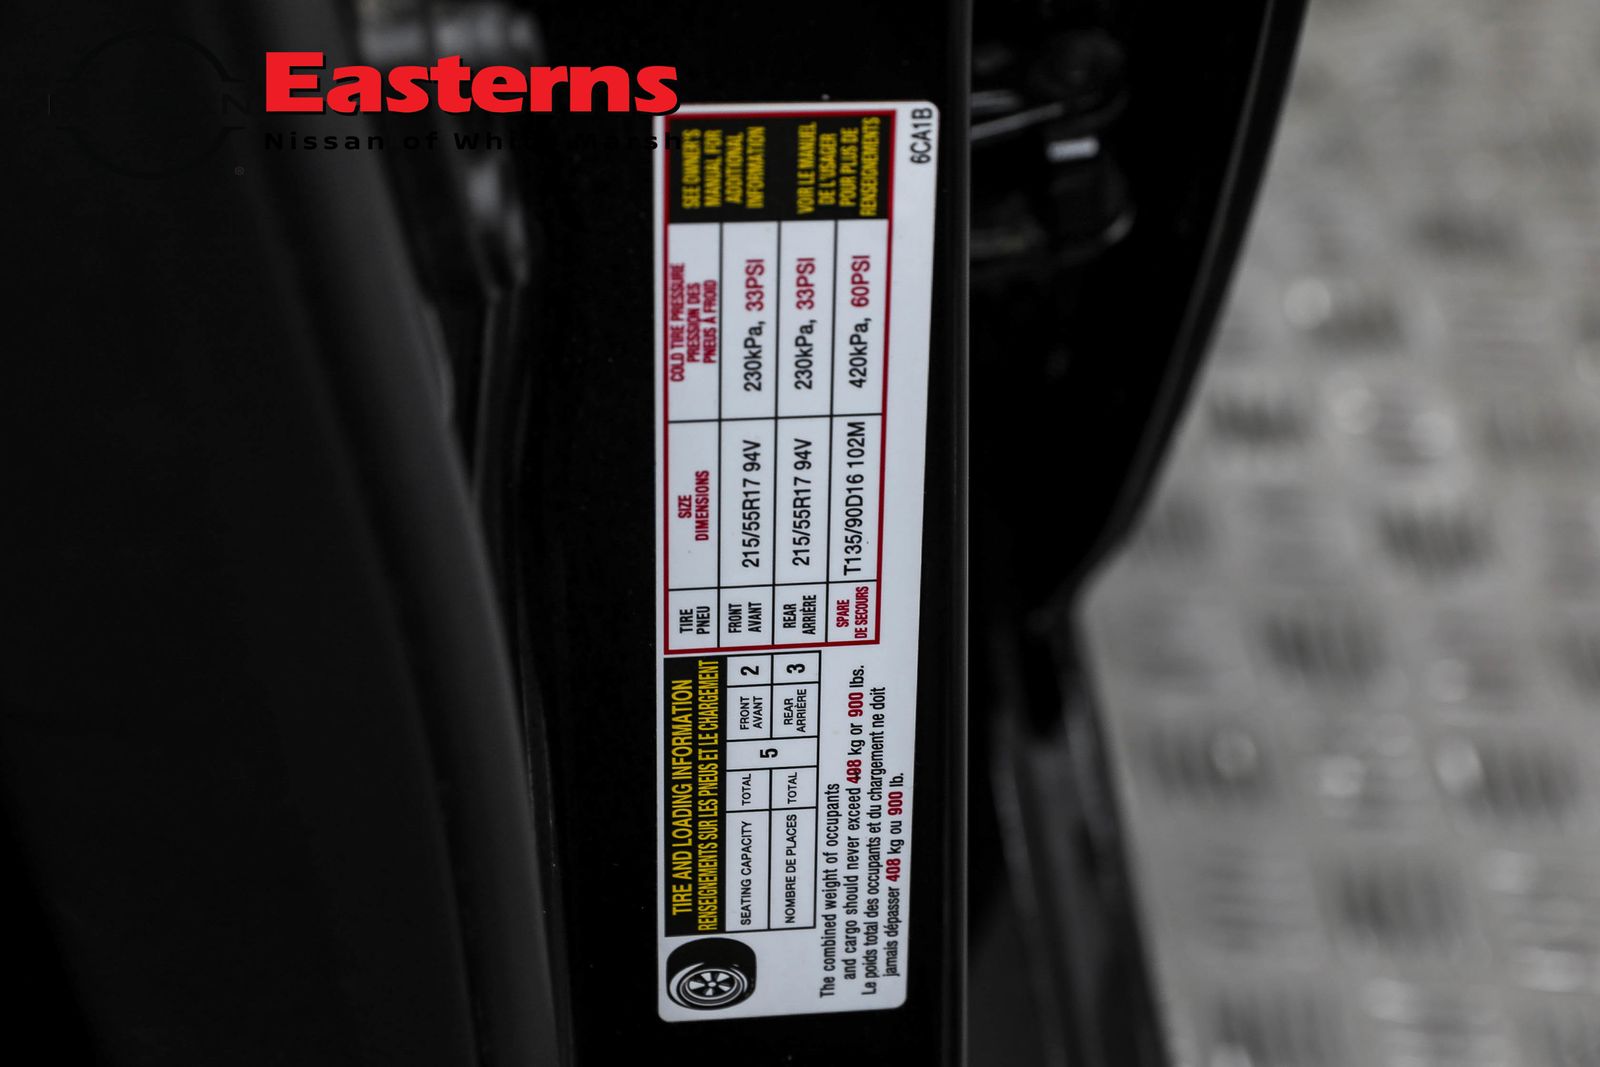 Easterns
Nissan of White Marsh
TIRE AND LOADING INFORMATION
RENSEIGNEMENTS SUR LES PNEUS ET LE CHARGEMENT
SEATING CAPACITY TOTAL 5 FRONT AVANT 2
NOMBRE DE PLACES TOTAL REAR ARRIÈRE 3
The combined weight of occupants
and cargo should never exceed 408 kg or 900 lbs.
Le poids total des occupants et du chargement ne doit
jamais dépasser 408 kg ou 900 lb.
TIRE PNEU SIZE DIMENSIONS COLD TIRE PRESSURE PRESSION DES PNEUS À FROID
FRONT AVANT 215/55R17 94V 230kPa, 33PSI
REAR ARRIÈRE 215/55R17 94V 230kPa, 33PSI
SPARE DE SECOURS T135/90D16 102M 420kPa, 60PSI
SEE OWNER'S
MANUAL FOR
ADDITIONAL
INFORMATION
VOIR LE MANUEL
DE L'USAGER
POUR PLUS DE
RENSEIGNEMENTS
6CA1B